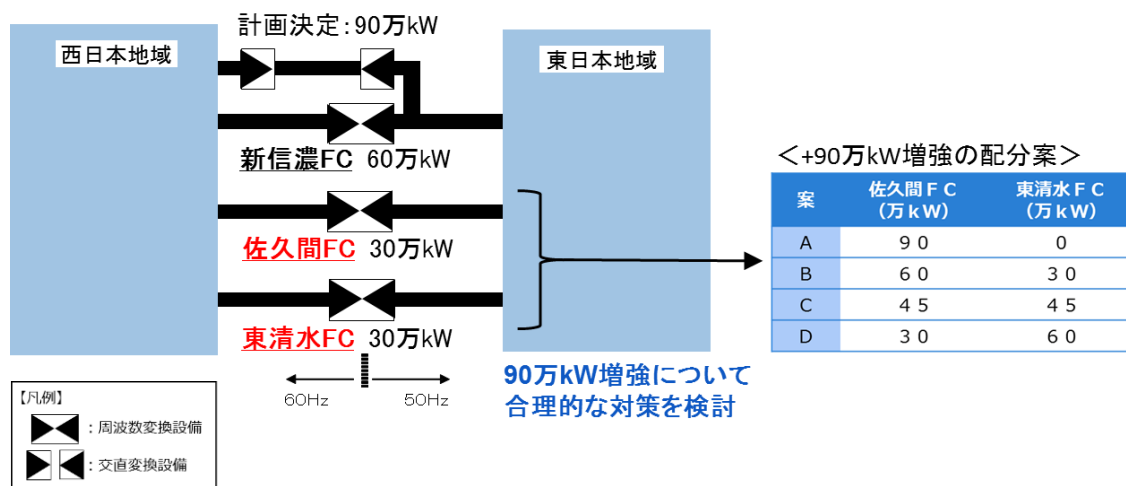 計画決定:90万kW
西日本地域
東日本地域
新信濃FC 60万kW
佐久間FC 30万kW
東清水FC 30万kW
60Hz 50Hz
90万kW増強について
合理的な対策を検討
<+90万kW増強の配分案>
案 佐久間FC(万kW) 東清水FC(万kW)
A 90 0
B 60 30
C 45 45
D 30 60
【凡例】
:周波数変換設備
:交直変換設備